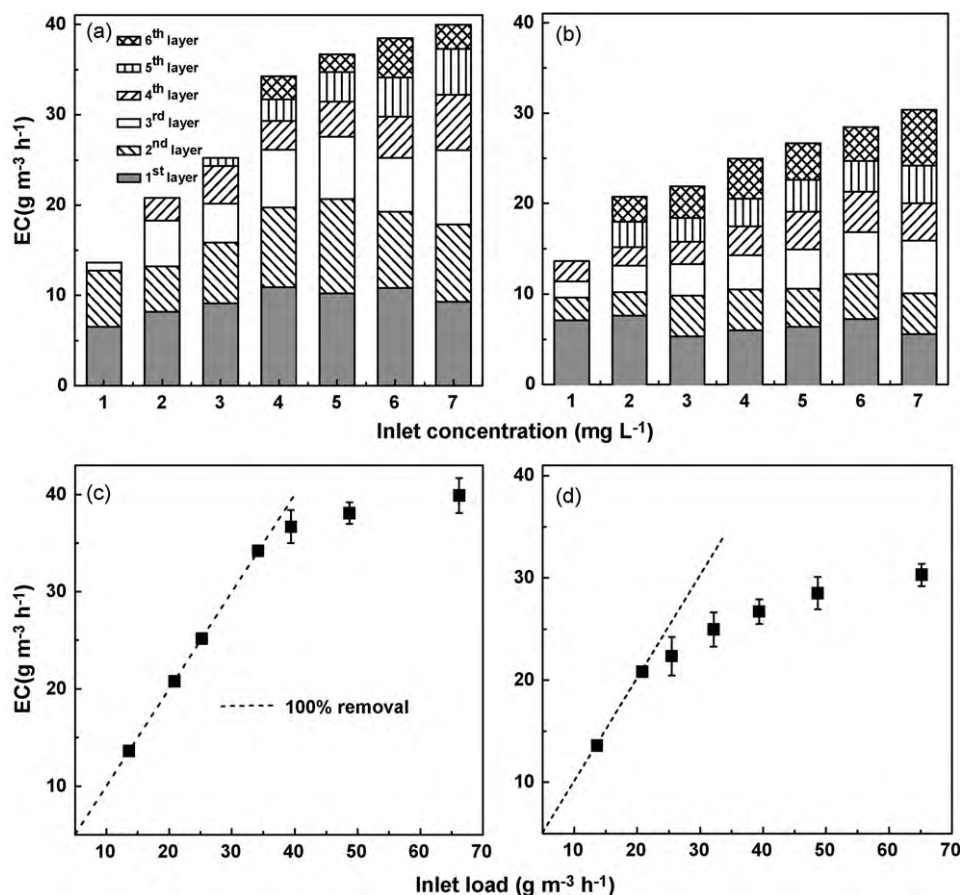 (a)
6th layer
5th layer
4th layer
3rd layer
2nd layer
1st layer
EC(g m-3 h-1)
40
30
20
10
0
1 2 3 4 5 6 7
(b)
40
30
20
10
0
1 2 3 4 5 6 7
Inlet concentration (mg L-1)
(c)
EC(g m-3 h-1)
40
30
20
10
100% removal
10 20 30 40 50 60 70
(d)
40
30
20
10
10 20 30 40 50 60 70
Inlet load (g m-3 h-1)